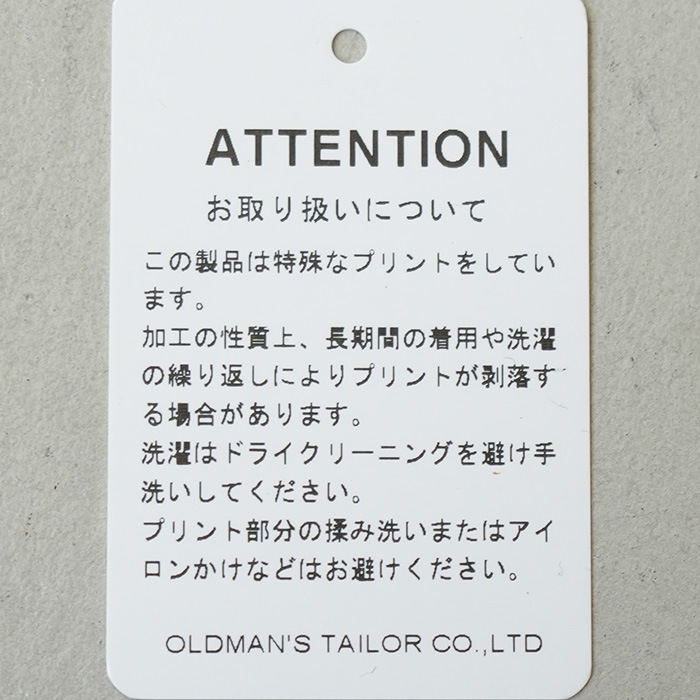 ATTENTION
お取り扱いについて
この製品は特殊なプリントをしてい
ます。
加工の性質上、長期間の着用や洗濯
の繰り返しによりプリントが剥落す
る場合があります。
洗濯はドライクリーニングを避け手
洗いしてください。
プリント部分の揉み洗いまたはアイ
ロンかけなどはお避けください。
OLDMAN'S TAILOR CO.,LTD